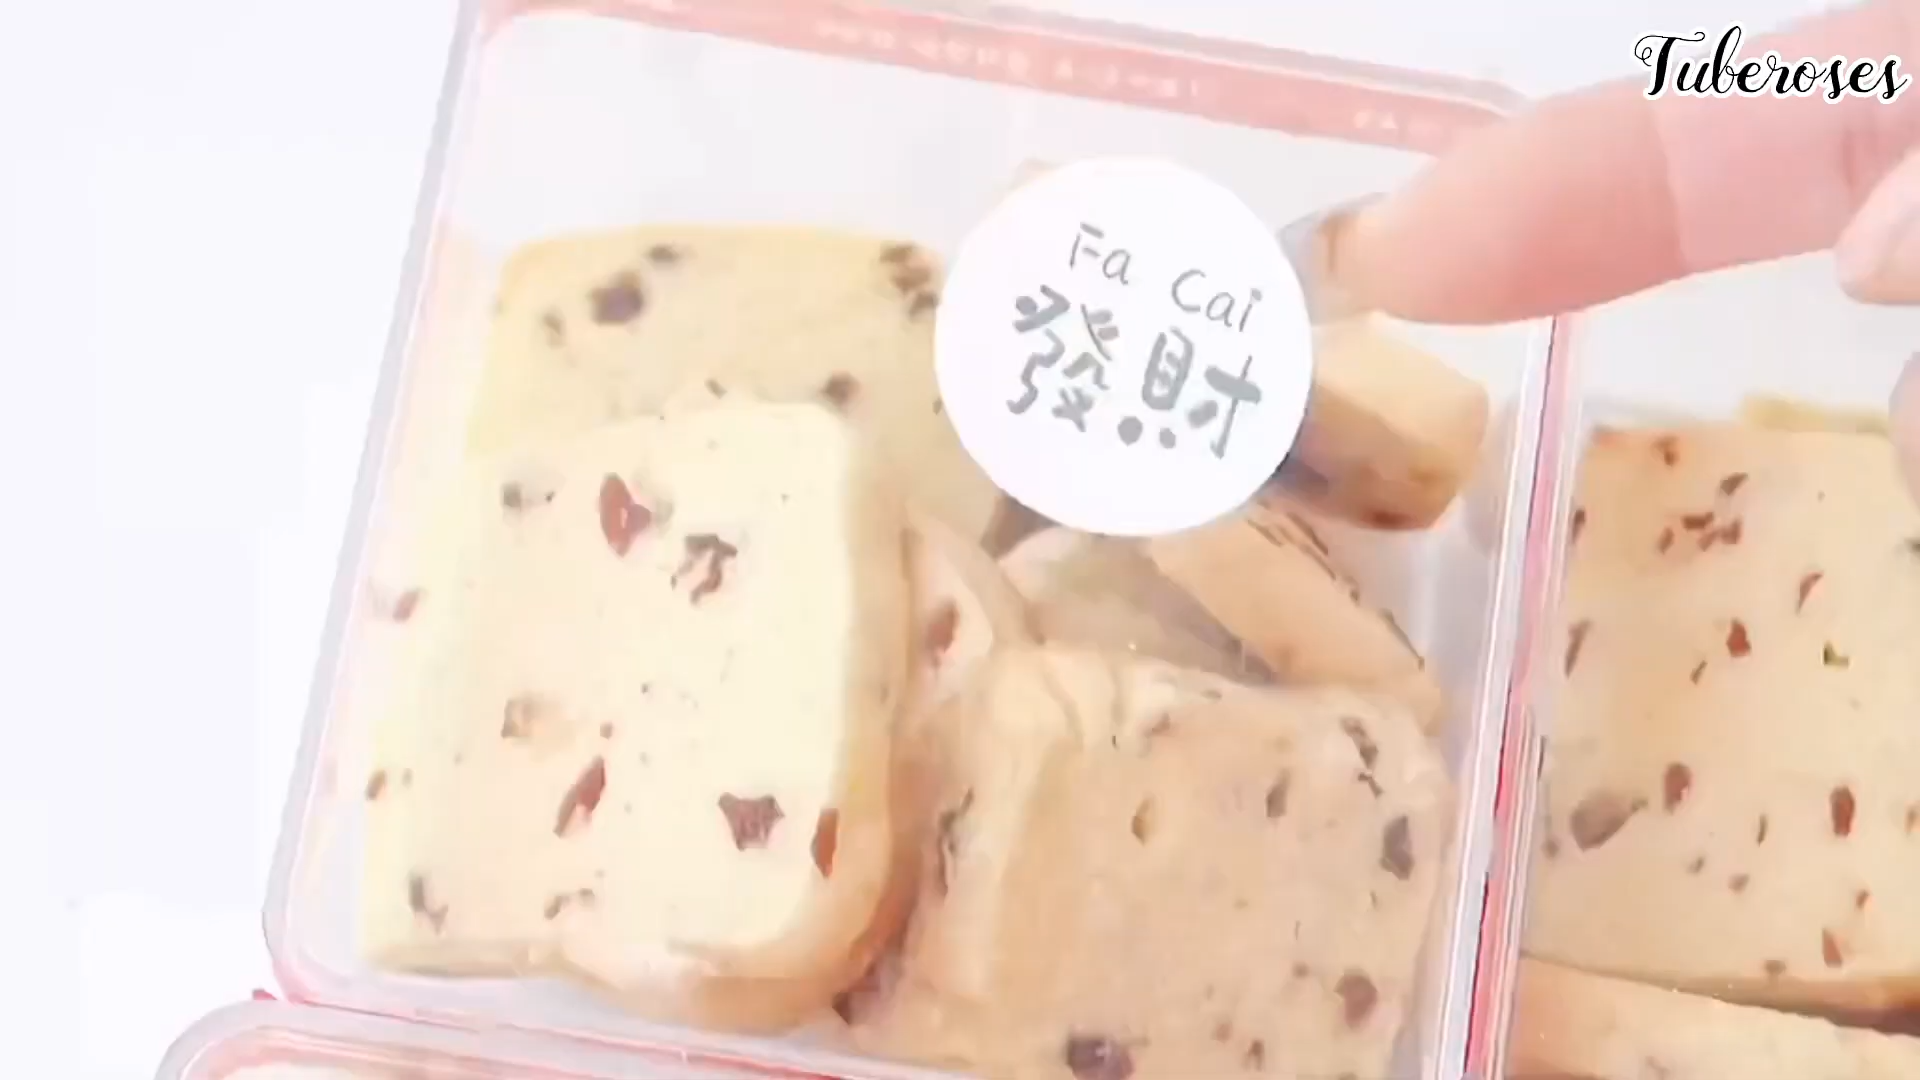 Tuberoses
Fa Cai
發財